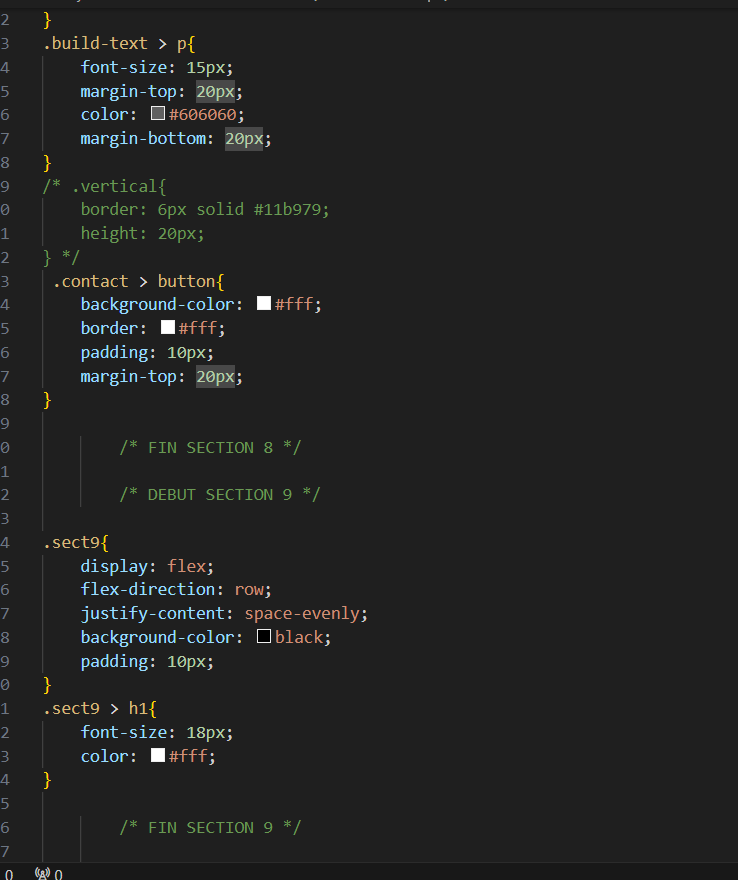 2 }
3 .build-text > p{
4 font-size: 15px;
5 margin-top: 20px;
6 color: #606060;
7 margin-bottom: 20px;
8 }
9 /* .vertical{
0 border: 6px solid #11b979;
1 height: 20px;
2 } */
3 .contact > button{
4 background-color: #fff;
5 border: #fff;
6 padding: 10px;
7 margin-top: 20px;
8 }
9
0 /* FIN SECTION 8 */
1
2 /* DEBUT SECTION 9 */
3
4 .sect9{
5 display: flex;
6 flex-direction: row;
7 justify-content: space-evenly;
8 background-color: black;
9 padding: 10px;
0 }
1 .sect9 > h1{
2 font-size: 18px;
3 color: #fff;
4 }
5
6 /* FIN SECTION 9 */
7
0 0